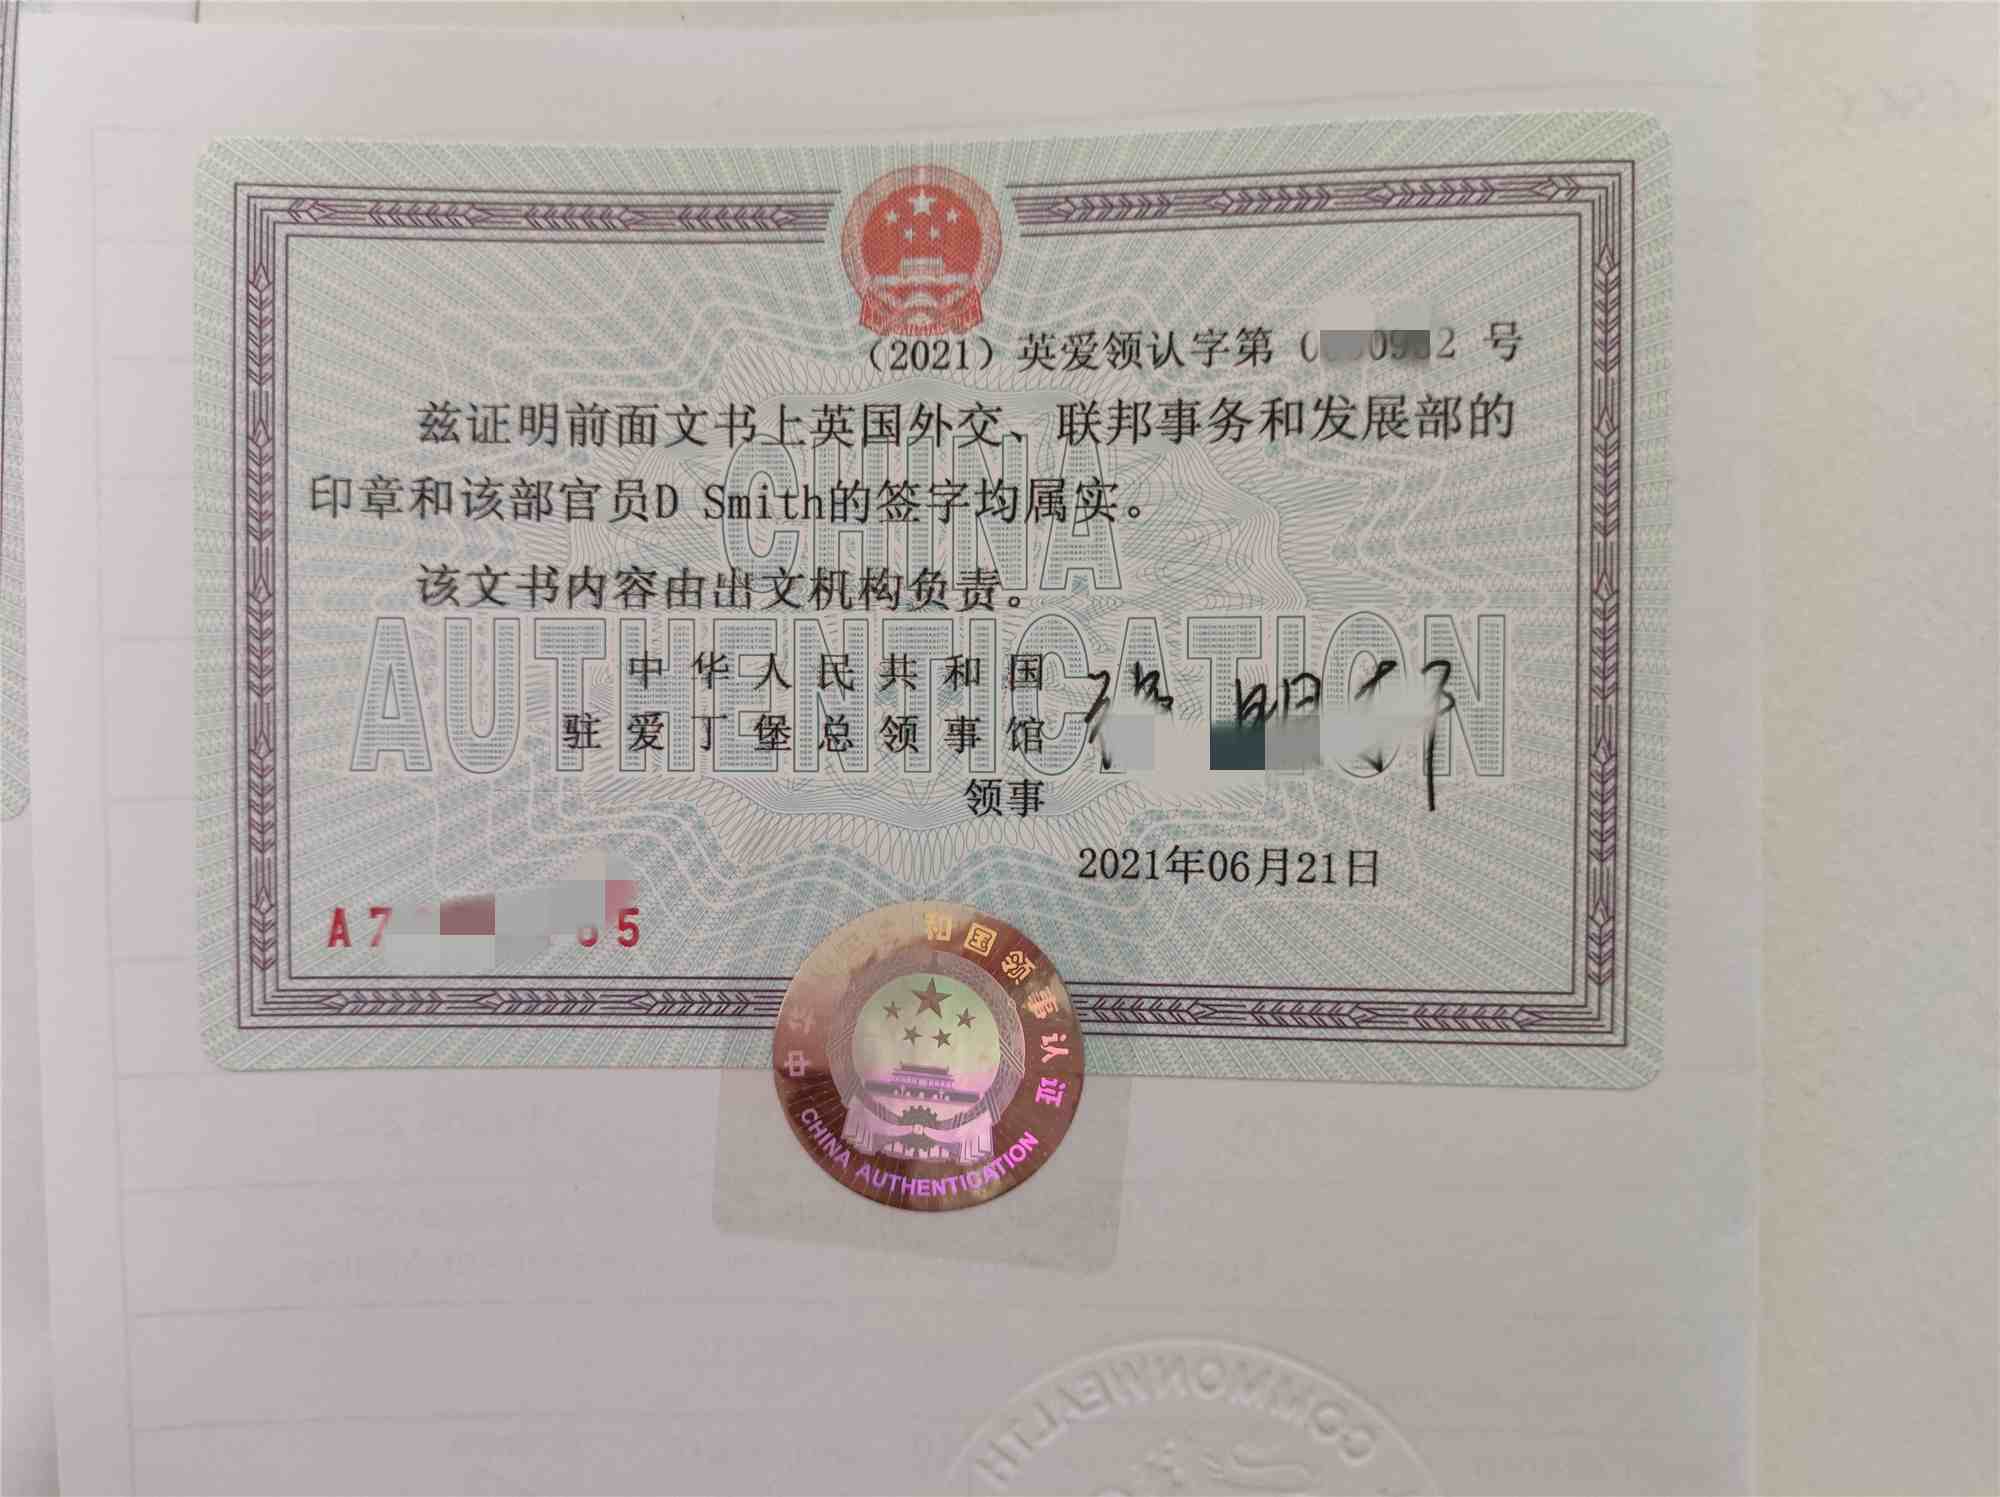 （2021）英爱领认字第 号
兹证明前面文书上英国外交、联邦事务和发展部的
印章和该部官员D Smith的签字均属实。
该文书内容由出文机构负责。
CHINA
AUTHENTICATION
中华人民共和国
驻爱丁堡总领事馆
领事
2021年06月21日
中华 和国领事认证
CHINA AUTHENTICATION
COMMONWEALTH